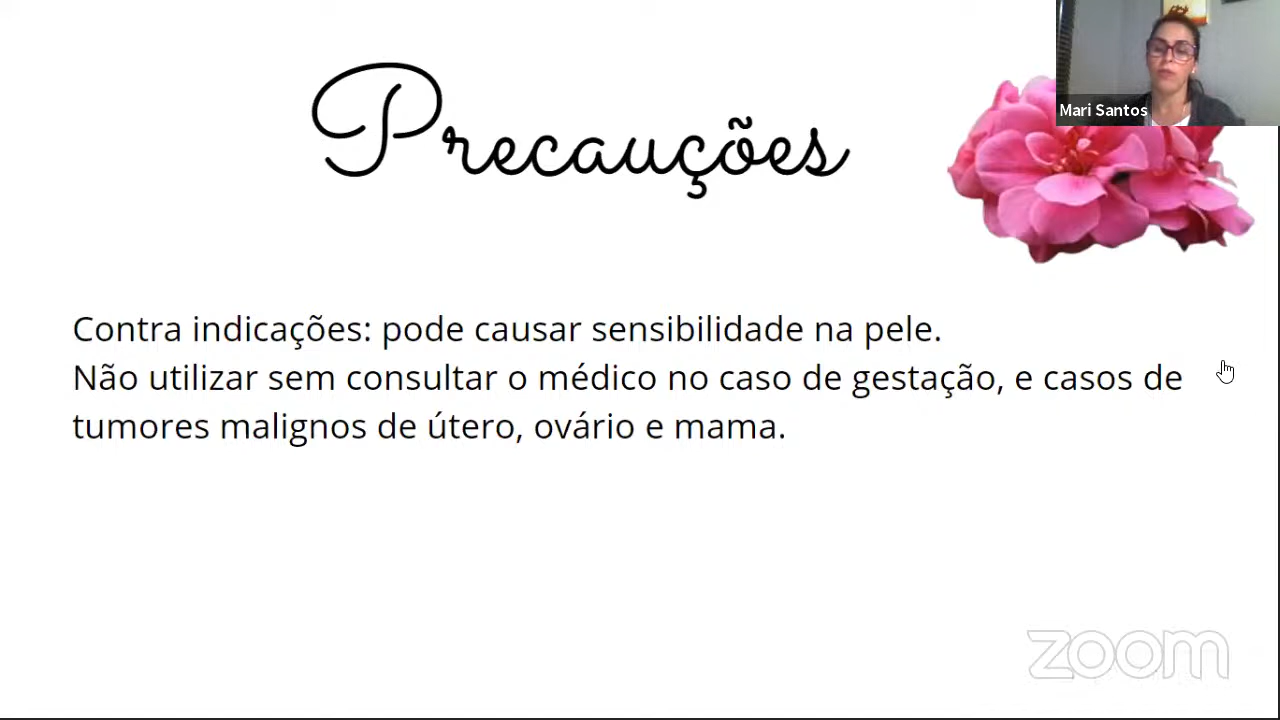 Precauções
Mari Santos
Contra indicações: pode causar sensibilidade na pele.
Não utilizar sem consultar o médico no caso de gestação, e casos de
tumores malignos de útero, ovário e mama.
zoom